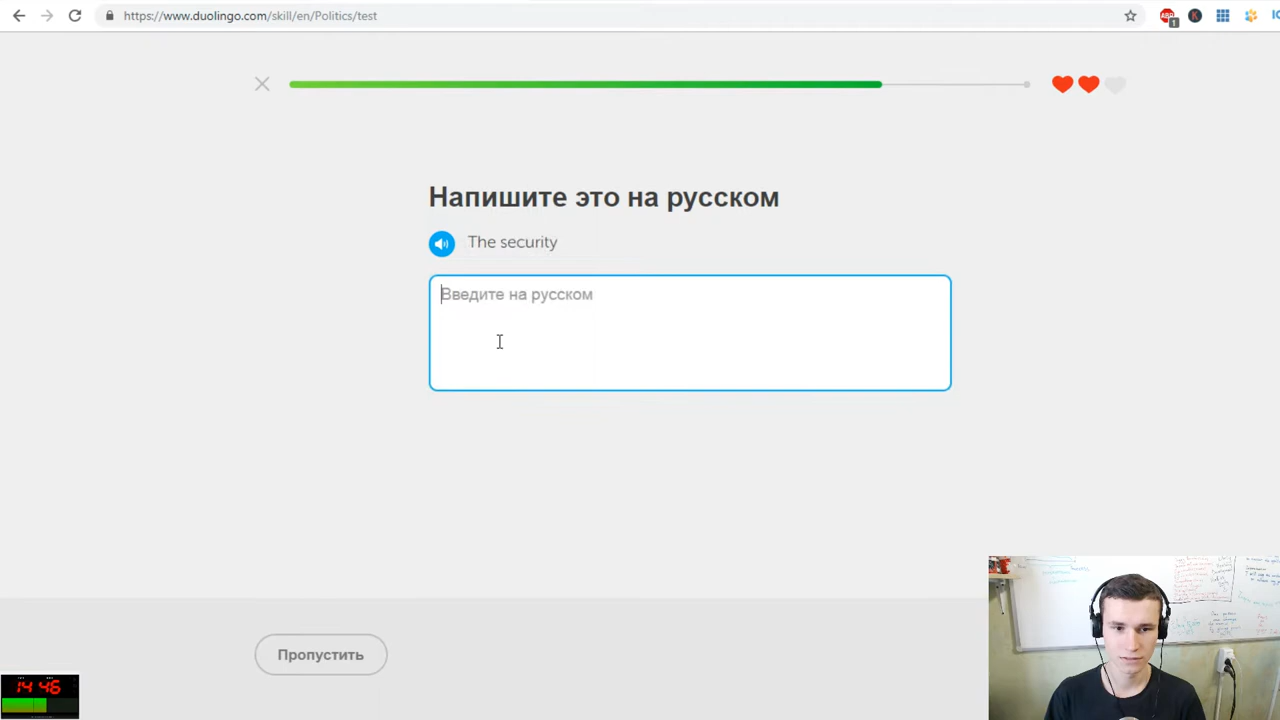 https://www.duolingo.com/skill/en/Politics/test
1
Напишите это на русском
The security
Введите на русском
Пропустить
14 46